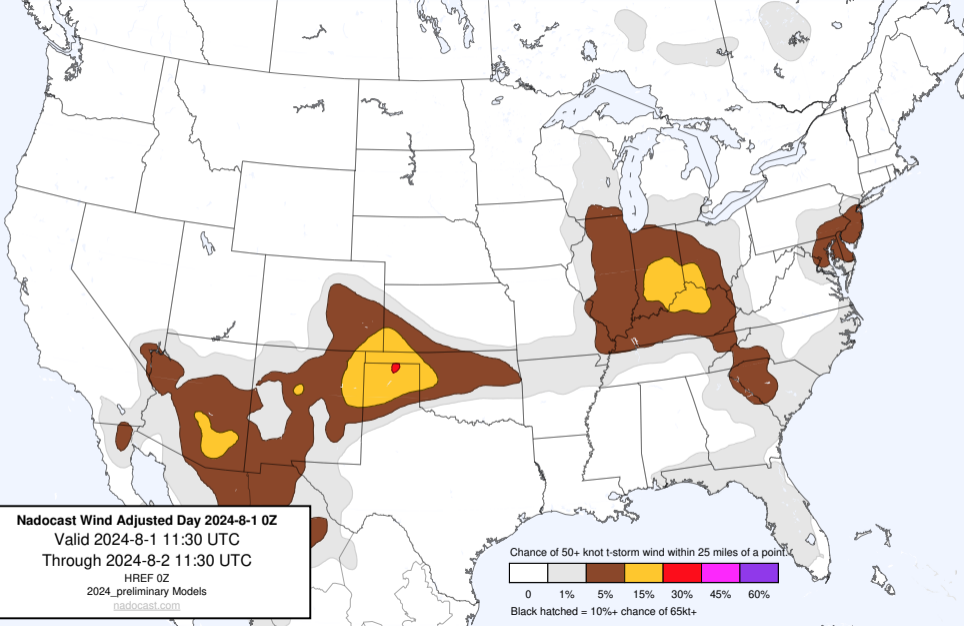 Nadocast Wind Adjusted Day 2024-8-1 0Z
Valid 2024-8-1 11:30 UTC
Through 2024-8-2 11:30 UTC
HREF 0Z
2024_preliminary Models
nadocast.com
Chance of 50+ knot t-storm wind within 25 miles of a point.
0 1% 5% 15% 30% 45% 60%
Black hatched = 10%+ chance of 65kt+